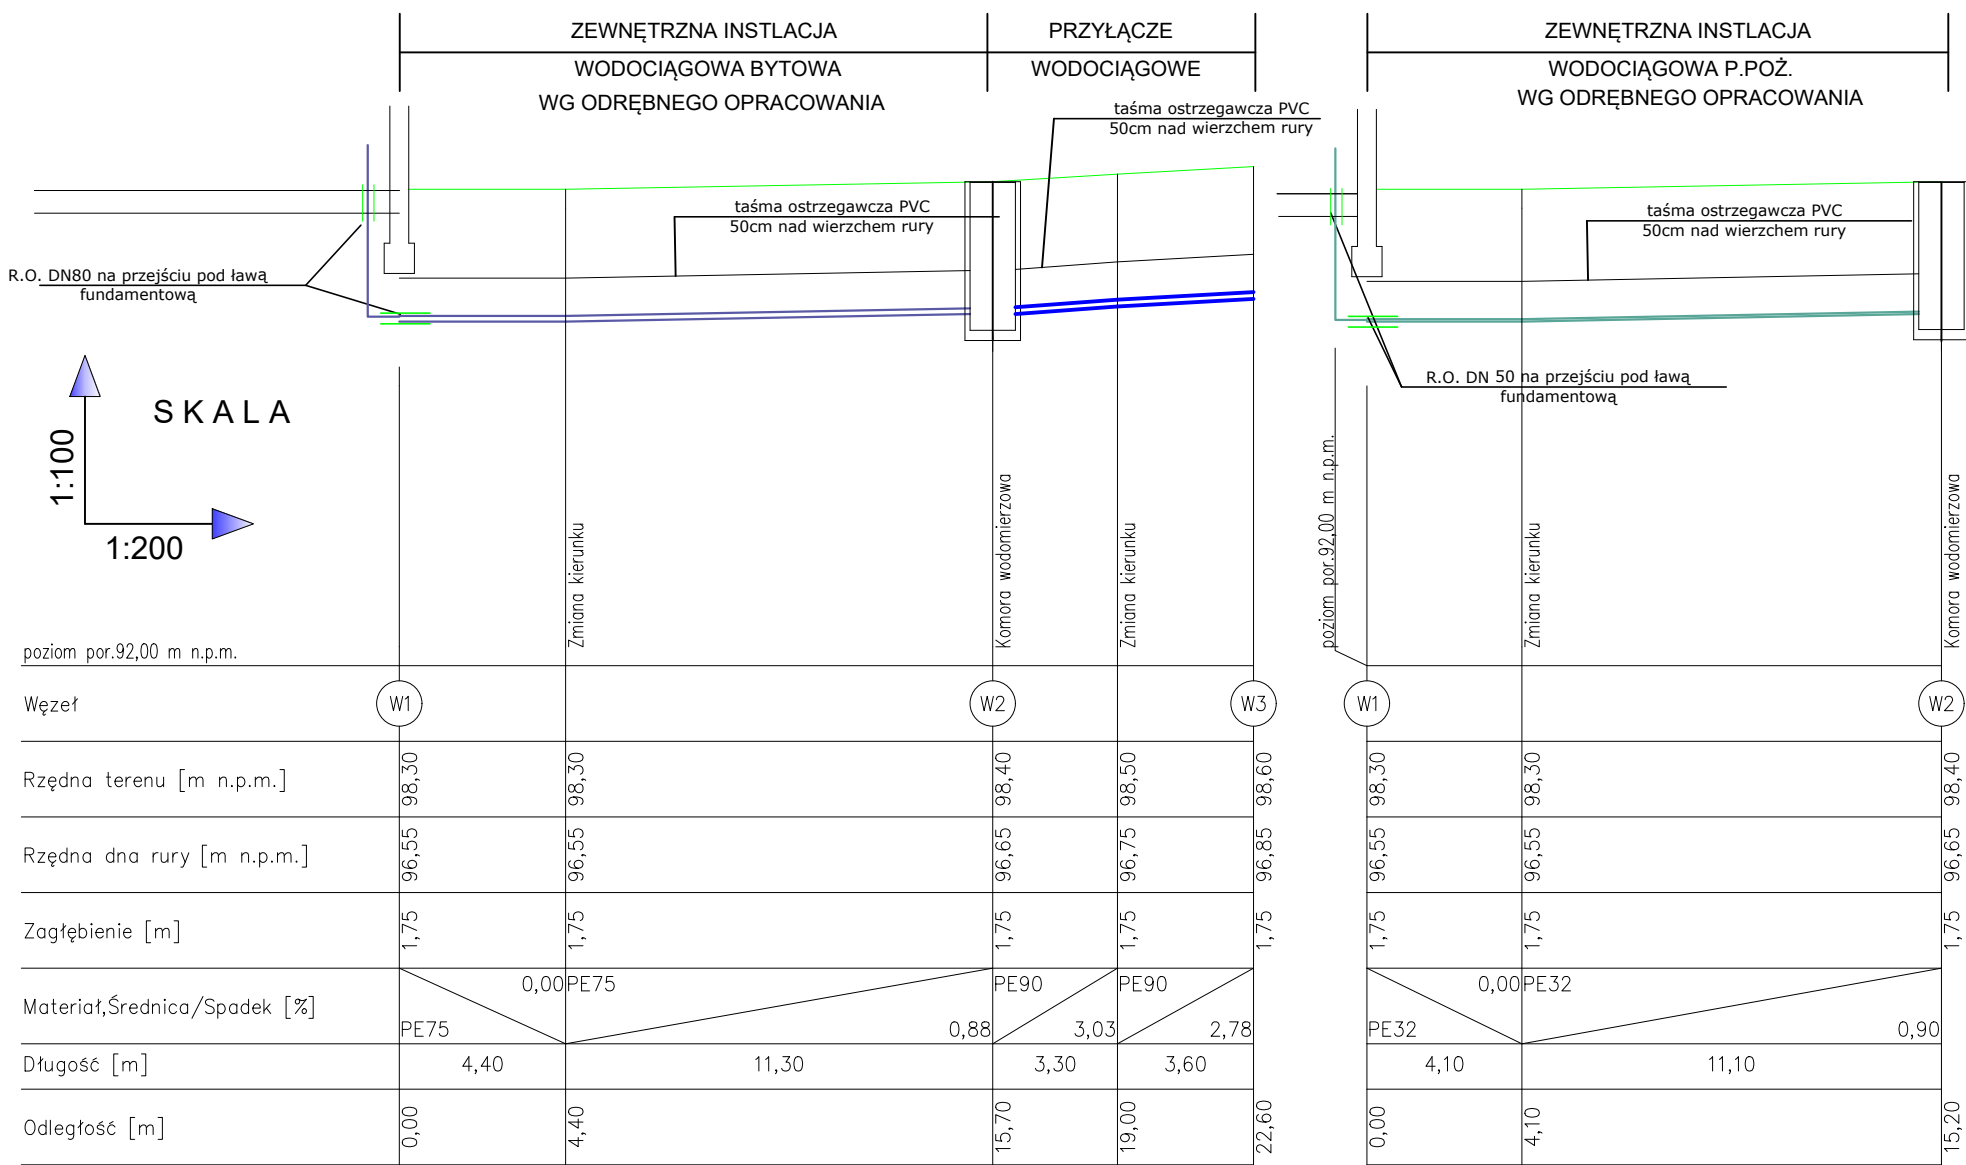 ZEWNĘTRZNA INSTLACJA
WODOCIĄGOWA BYTOWA
WG ODRĘBNEGO OPRACOWANIA
PRZYŁĄCZE
WODOCIĄGOWE
ZEWNĘTRZNA INSTLACJA
WODOCIĄGOWA P.POŻ.
WG ODRĘBNEGO OPRACOWANIA
taśma ostrzegawcza PVC
50cm nad wierzchem rury
taśma ostrzegawcza PVC
50cm nad wierzchem rury
taśma ostrzegawcza PVC
50cm nad wierzchem rury
R.O. DN80 na przejściu pod ławą
fundamentową
R.O. DN 50 na przejściu pod ławą
fundamentową
SKALA
1:100
1:200
Zmiana kierunku
Komora wodomierzowa
Zmiana kierunku
poziom por.92,00 m n.p.m.
Zmiana kierunku
Komora wodomierzowa
poziom por.92,00 m n.p.m.
Węzeł W1 W2 W3 W1 W2
Rzędna terenu [m n.p.m.] 98,30 98,30 98,40 98,50 98,60 98,30 98,30 98,40
Rzędna dna rury [m n.p.m.] 96,55 96,55 96,65 96,75 96,85 96,55 96,55 96,65
Zagłębienie [m] 1,75 1,75 1,75 1,75 1,75 1,75 1,75 1,75
0,00 PE75 PE90 PE90 0,00 PE32
Materiał,Średnica/Spadek [%]
PE75 0,88 3,03 2,78 PE32 0,90
Długość [m] 4,40 11,30 3,30 3,60 4,10 11,10
Odległość [m] 0,00 4,40 15,70 19,00 22,60 0,00 4,10 15,20